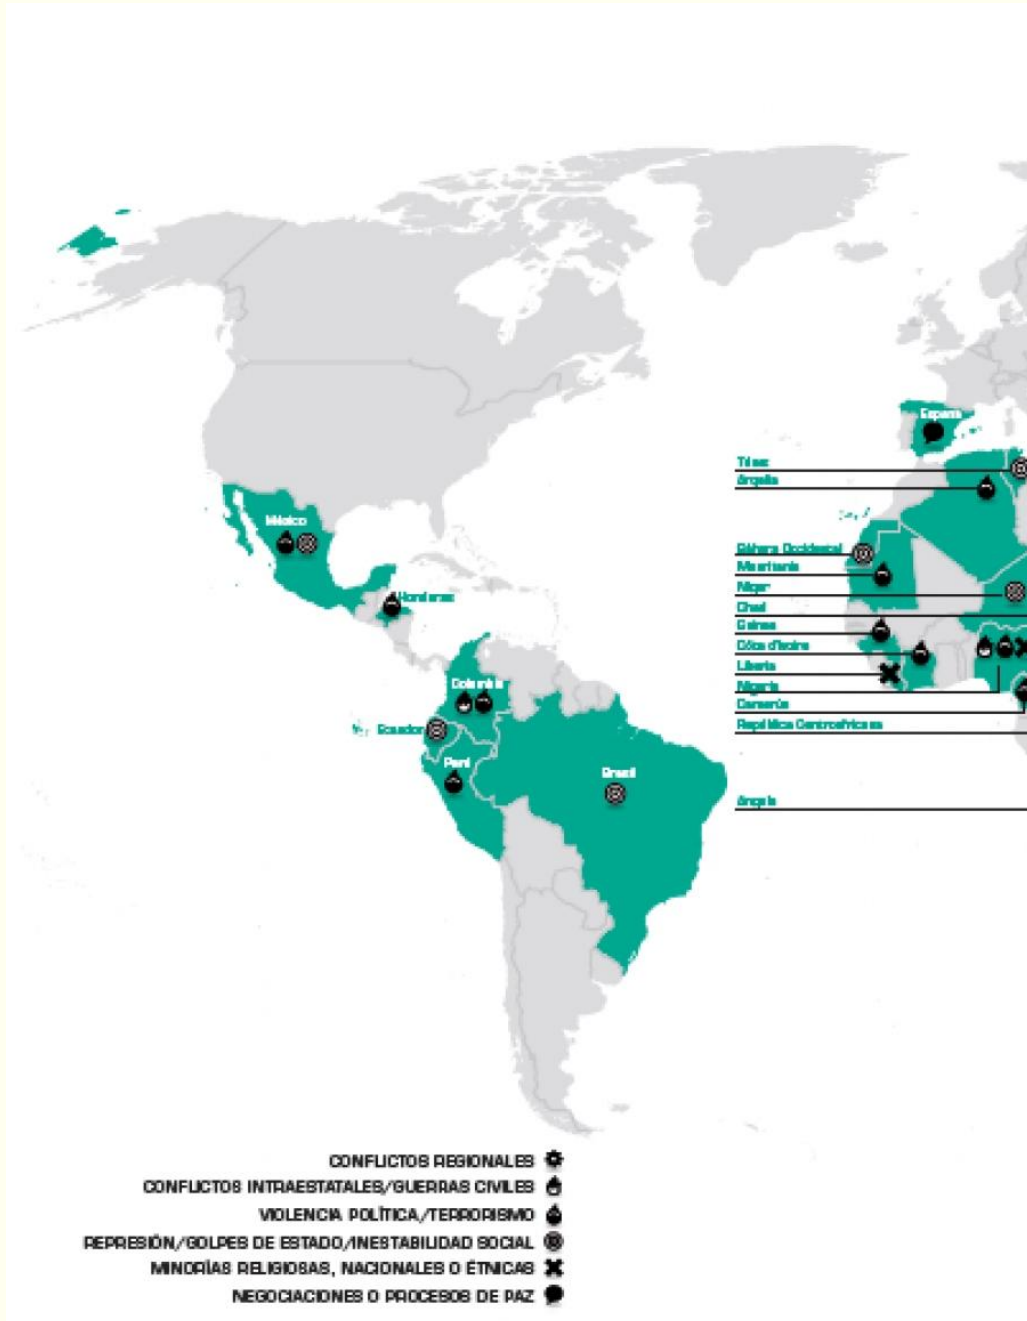 España
Túnez
Argelia
México
Sáhara Occidental
Mauritania
Honduras
Níger
Chad
Guinea
Côte d'Ivoire
Liberia
Colombia
Nigeria
Camerún
Ecuador
República Centroafricana
Perú
Brasil
Angola
CONFLICTOS REGIONALES
CONFLICTOS INTRAESTATALES/GUERRAS CIVILES
VIOLENCIA POLÍTICA/TERRORISMO
REPRESIÓN/GOLPES DE ESTADO/INESTABILIDAD SOCIAL
MINORÍAS RELIGIOSAS, NACIONALES O ÉTNICAS
NEGOCIACIONES O PROCESOS DE PAZ